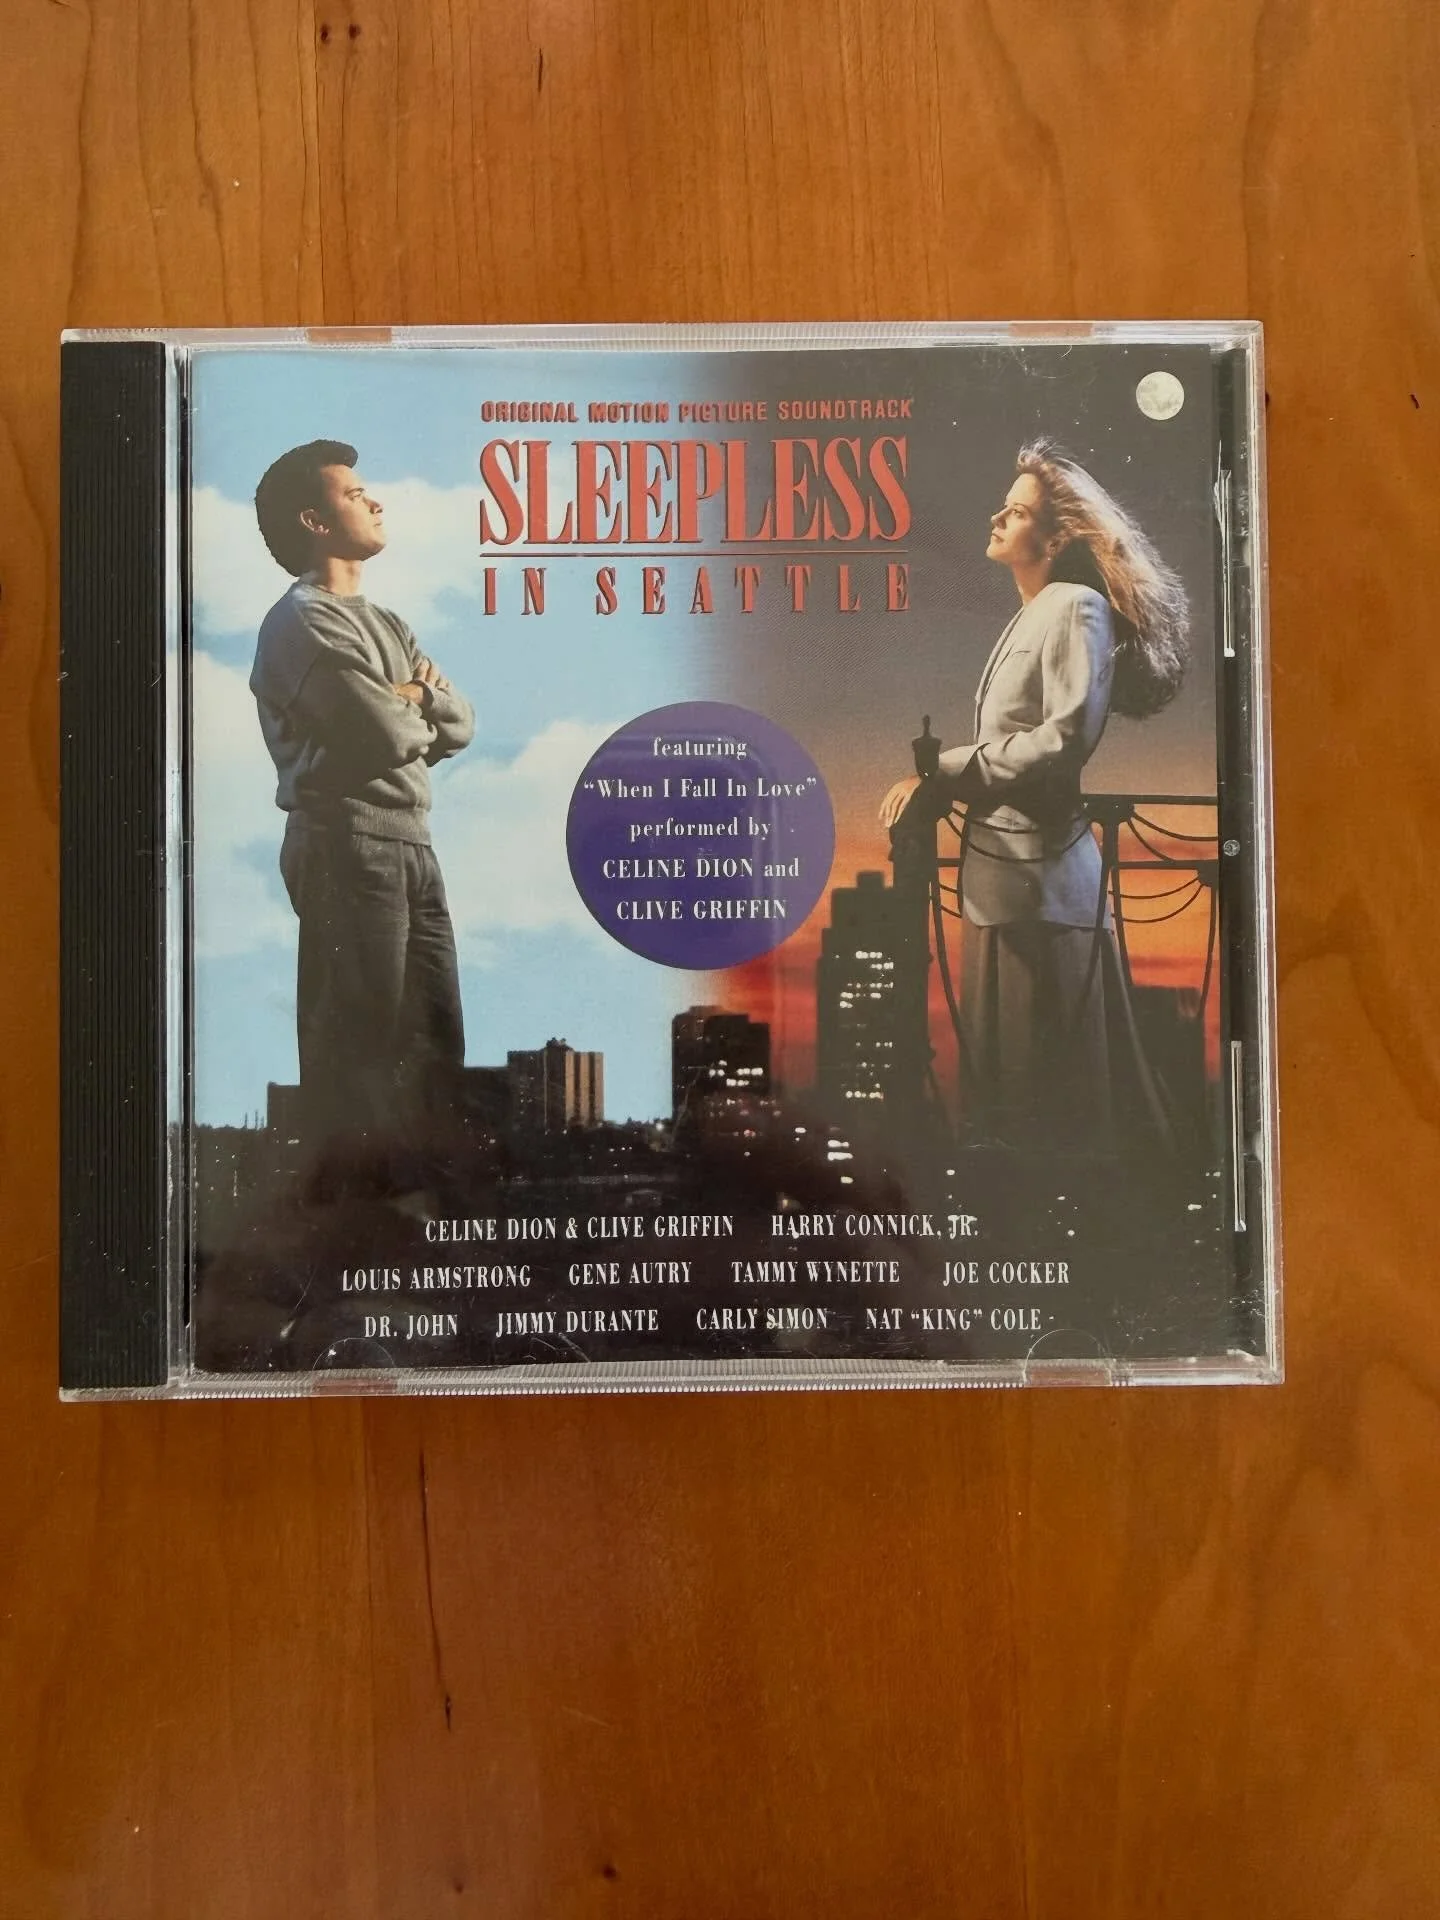 ORIGINAL MOTION PICTURE SOUNDTRACK
SLEEPLESS
IN SEATTLE
featuring
“When I Fall In Love”
performed by
CELINE DION and
CLIVE GRIFFIN
CELINE DION & CLIVE GRIFFIN HARRY CONNICK, JR.
LOUIS ARMSTRONG GENE AUTRY TAMMY WYNETTE JOE COCKER
DR. JOHN JIMMY DURANTE CARLY SIMON NAT “KING” COLE